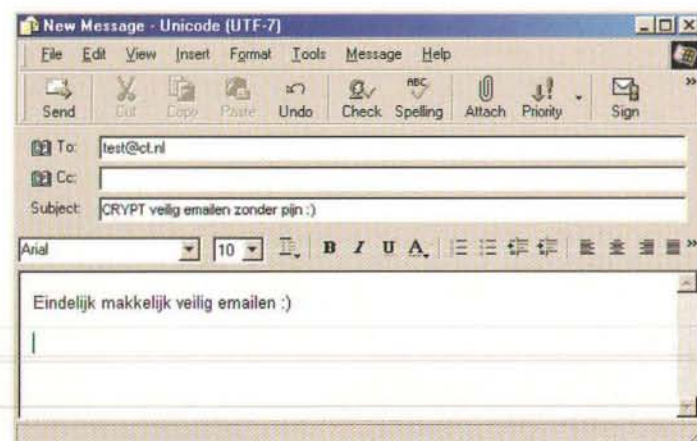 New Message - Unicode (UTF-7)
File Edit View Insert Format Tools Message Help
Send Cut Copy Paste Undo Check Spelling Attach Priority Sign
ABC
To: test@ct.nl
Cc:
Subject: CRYPT veilig emailen zonder pijn :)
Arial 10 B I U A
Eindelijk makkelijk veilig emailen :)